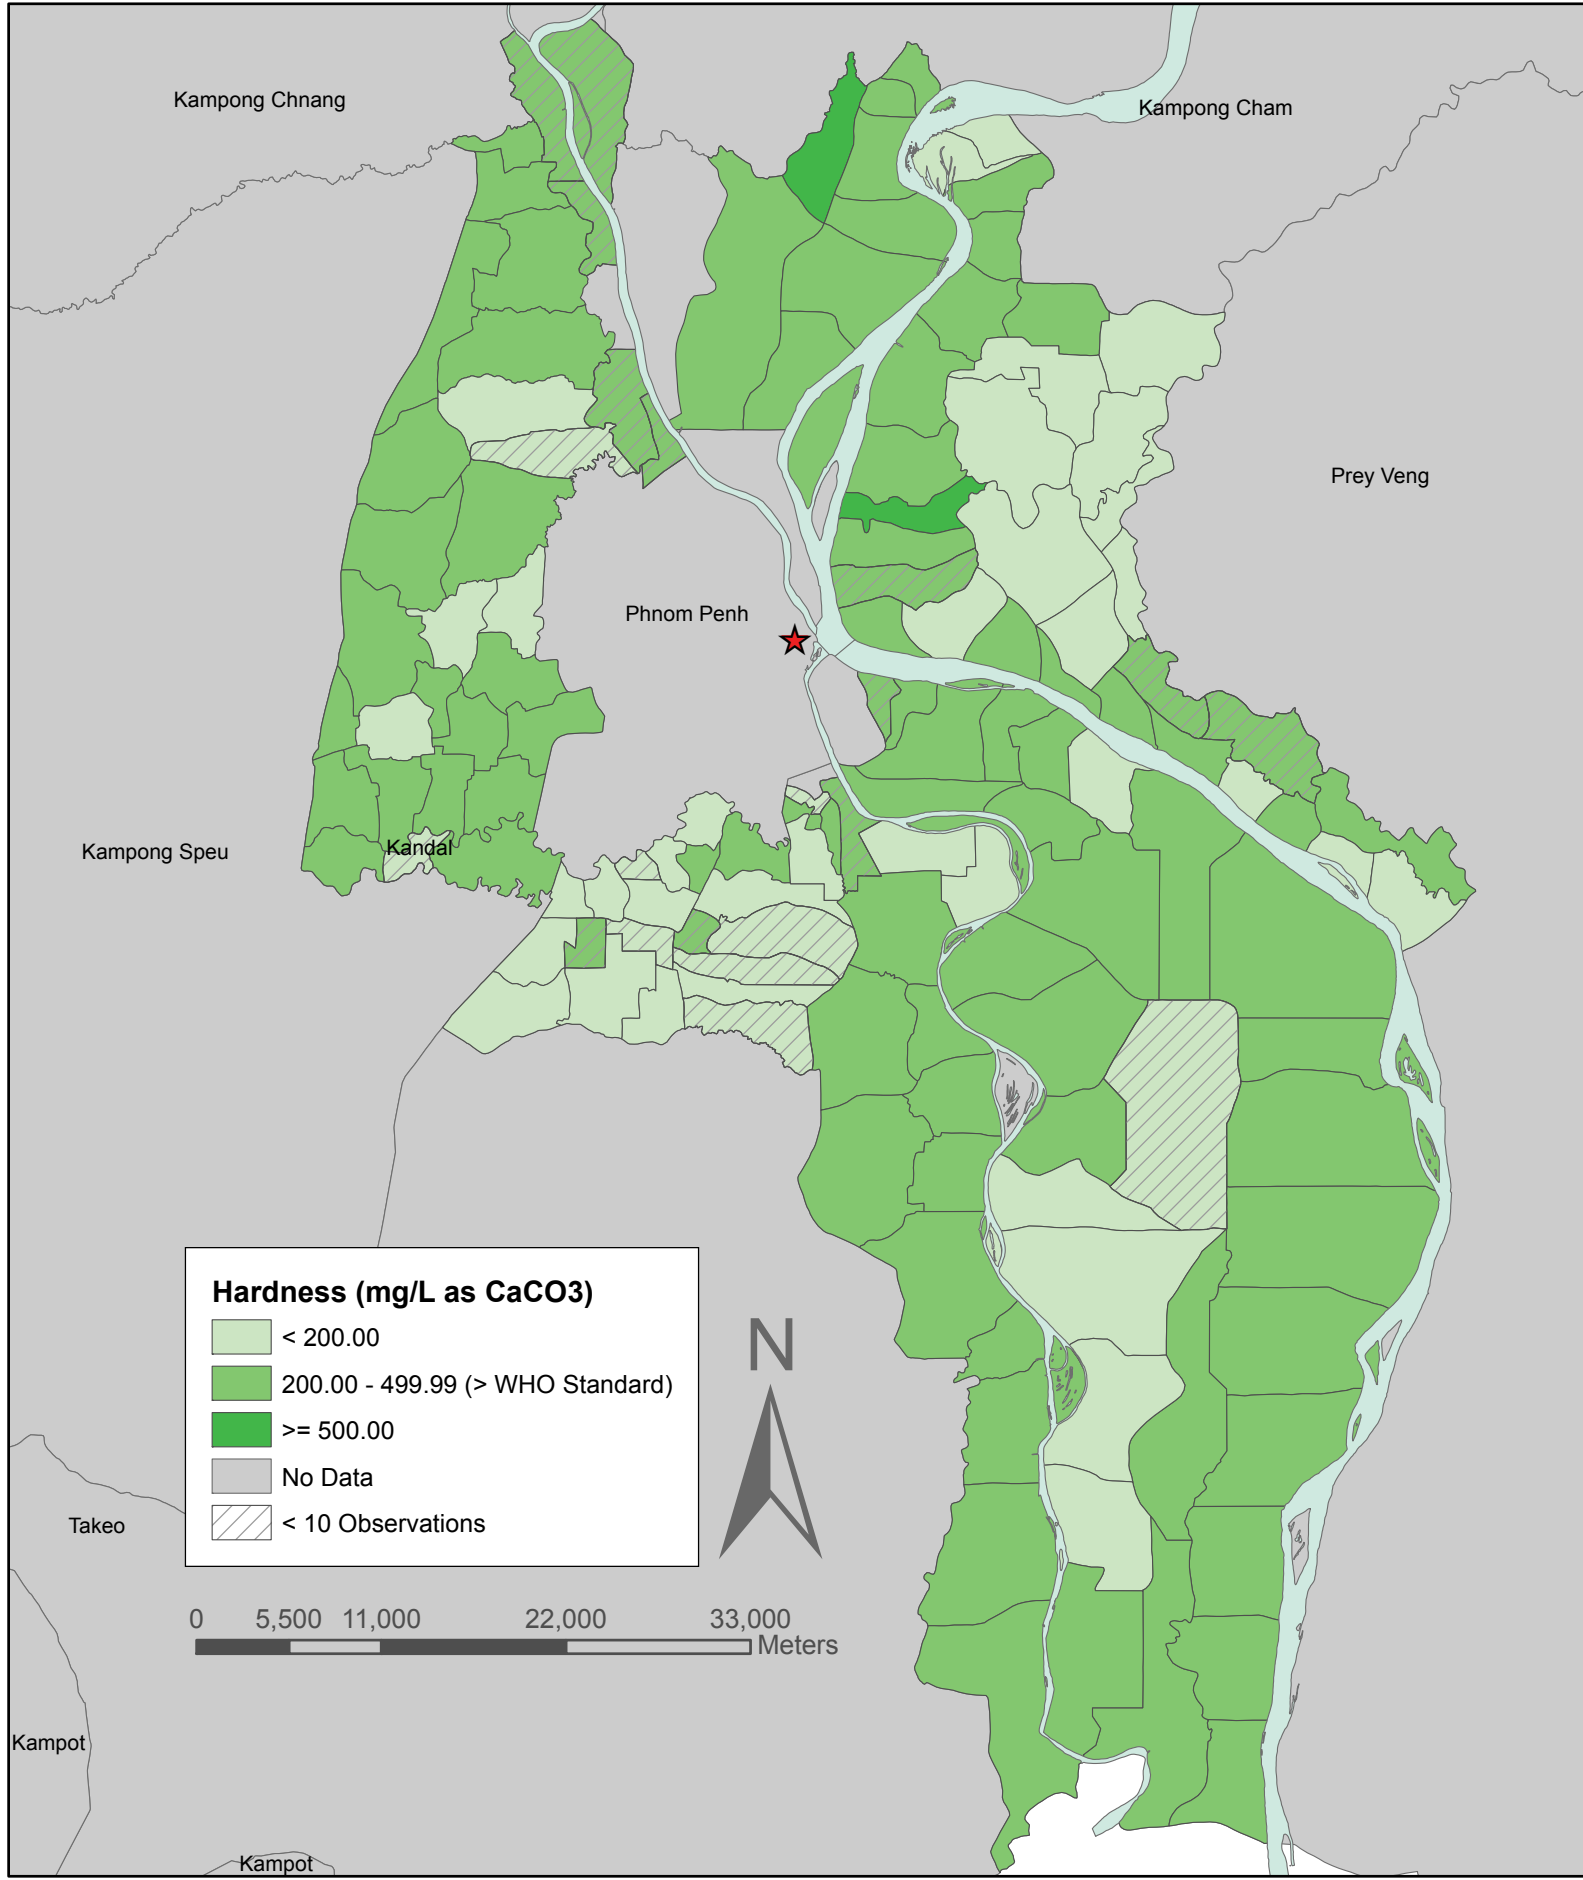 Kampong Chnang
Kampong Cham
Prey Veng
Phnom Penh
Kampong Speu
Kandal
Hardness (mg/L as CaCO3)
< 200.00
200.00 - 499.99 (> WHO Standard)
>= 500.00
No Data
< 10 Observations
N
Takeo
0 5,500 11,000 22,000 33,000
Meters
Kampot
Kampot